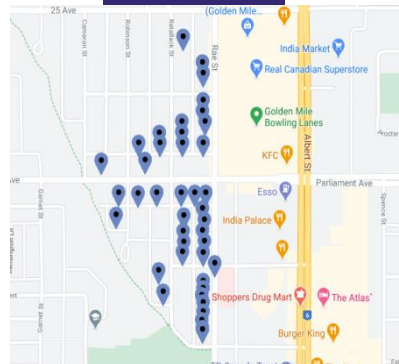 25 Ave
(Golden Mile...
Cameron St
Robinson St
Retallack St
Rae St
India Market
Real Canadian Superstore
Golden Mile
Bowling Lanes
Albert St
KFC
Parliament Ave
Esso
India Palace
Shoppers Drug Mart
The Atlas
6
Burger King
Garnet St
Spence St